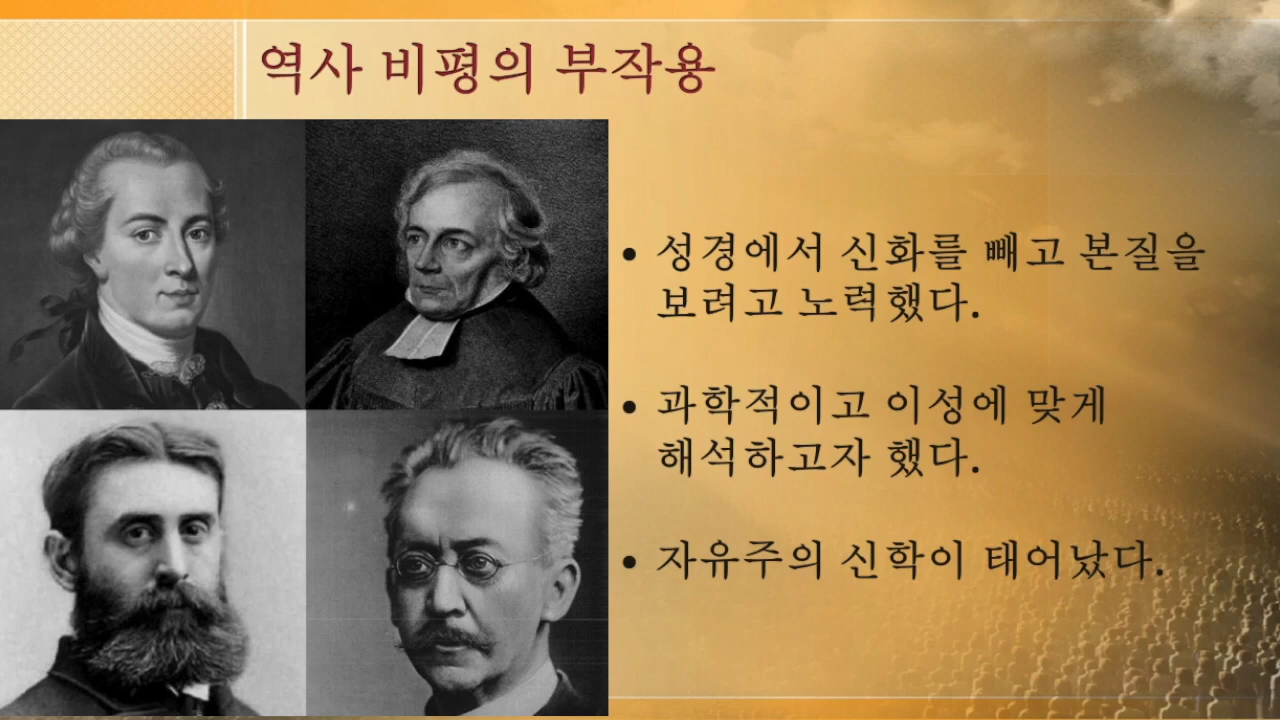 역사 비평의 부작용
• 성경에서 신화를 빼고 본질을
보려고 노력했다.
• 과학적이고 이성에 맞게
해석하고자 했다.
• 자유주의 신학이 태어났다.